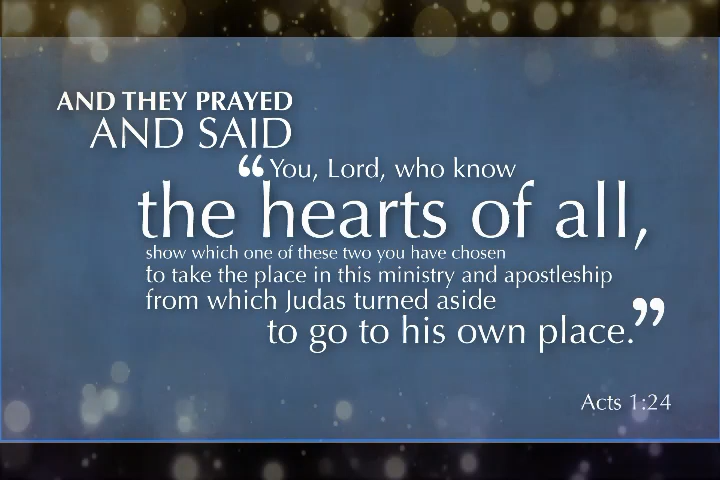 AND THEY PRAYED
AND SAID
“You, Lord, who know
the hearts of all,
show which one of these two you have chosen
to take the place in this ministry and apostleship
from which Judas turned aside
to go to his own place.”
Acts 1:24